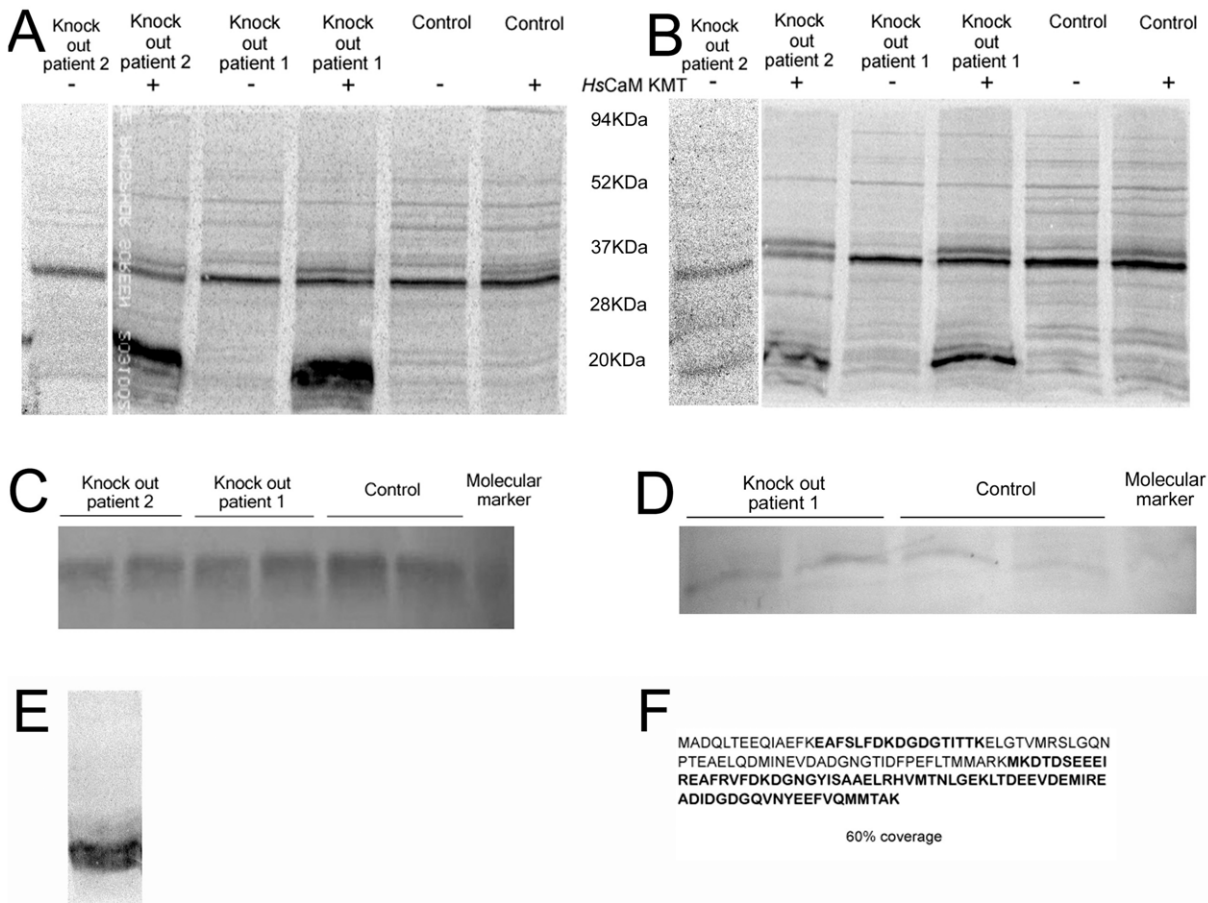 A
Knock out patient 2
Knock out patient 2
Knock out patient 1
Knock out patient 1
Control
Control
-
+
-
+
-
+
HsCaM KMT
B
Knock out patient 2
Knock out patient 2
Knock out patient 1
Knock out patient 1
Control
Control
-
+
-
+
-
+
94KDa
52KDa
37KDa
28KDa
20KDa
C
Knock out patient 2
Knock out patient 1
Control
Molecular marker
D
Knock out patient 1
Control
Molecular marker
E
F
MADQLTEEQIAEFKEAFSLFDKDGDGTITTKELGTVMRSLGQN
PTEAELQDMINEVDADGNGTIDFPEFLTMMARKMKDTDSEEEI
REAFRVFDKDGNGYISAAELRHVMTNLGEKLTDEEVDEMIRE
ADIDGDGQVNYEEFVQMMTAK
60% coverage